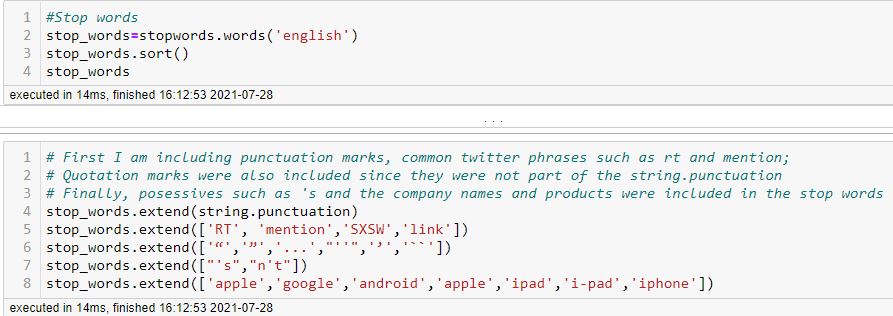 1 #Stop words
2 stop_words=stopwords.words('english')
3 stop_words.sort()
4 stop_words
executed in 14ms, finished 16:12:53 2021-07-28
...
1 # First I am including punctuation marks, common twitter phrases such as rt and mention;
2 # Quotation marks were also included since they were not part of the string.punctuation
3 # Finally, posessives such as 's and the company names and products were included in the stop words
4 stop_words.extend(string.punctuation)
5 stop_words.extend(['RT', 'mention','SXSW','link'])
6 stop_words.extend(['“','”','...',"''",'’','``'])
7 stop_words.extend(["'s","n't"])
8 stop_words.extend(['apple','google','android','apple','ipad','i-pad','iphone'])
executed in 14ms, finished 16:12:53 2021-07-28